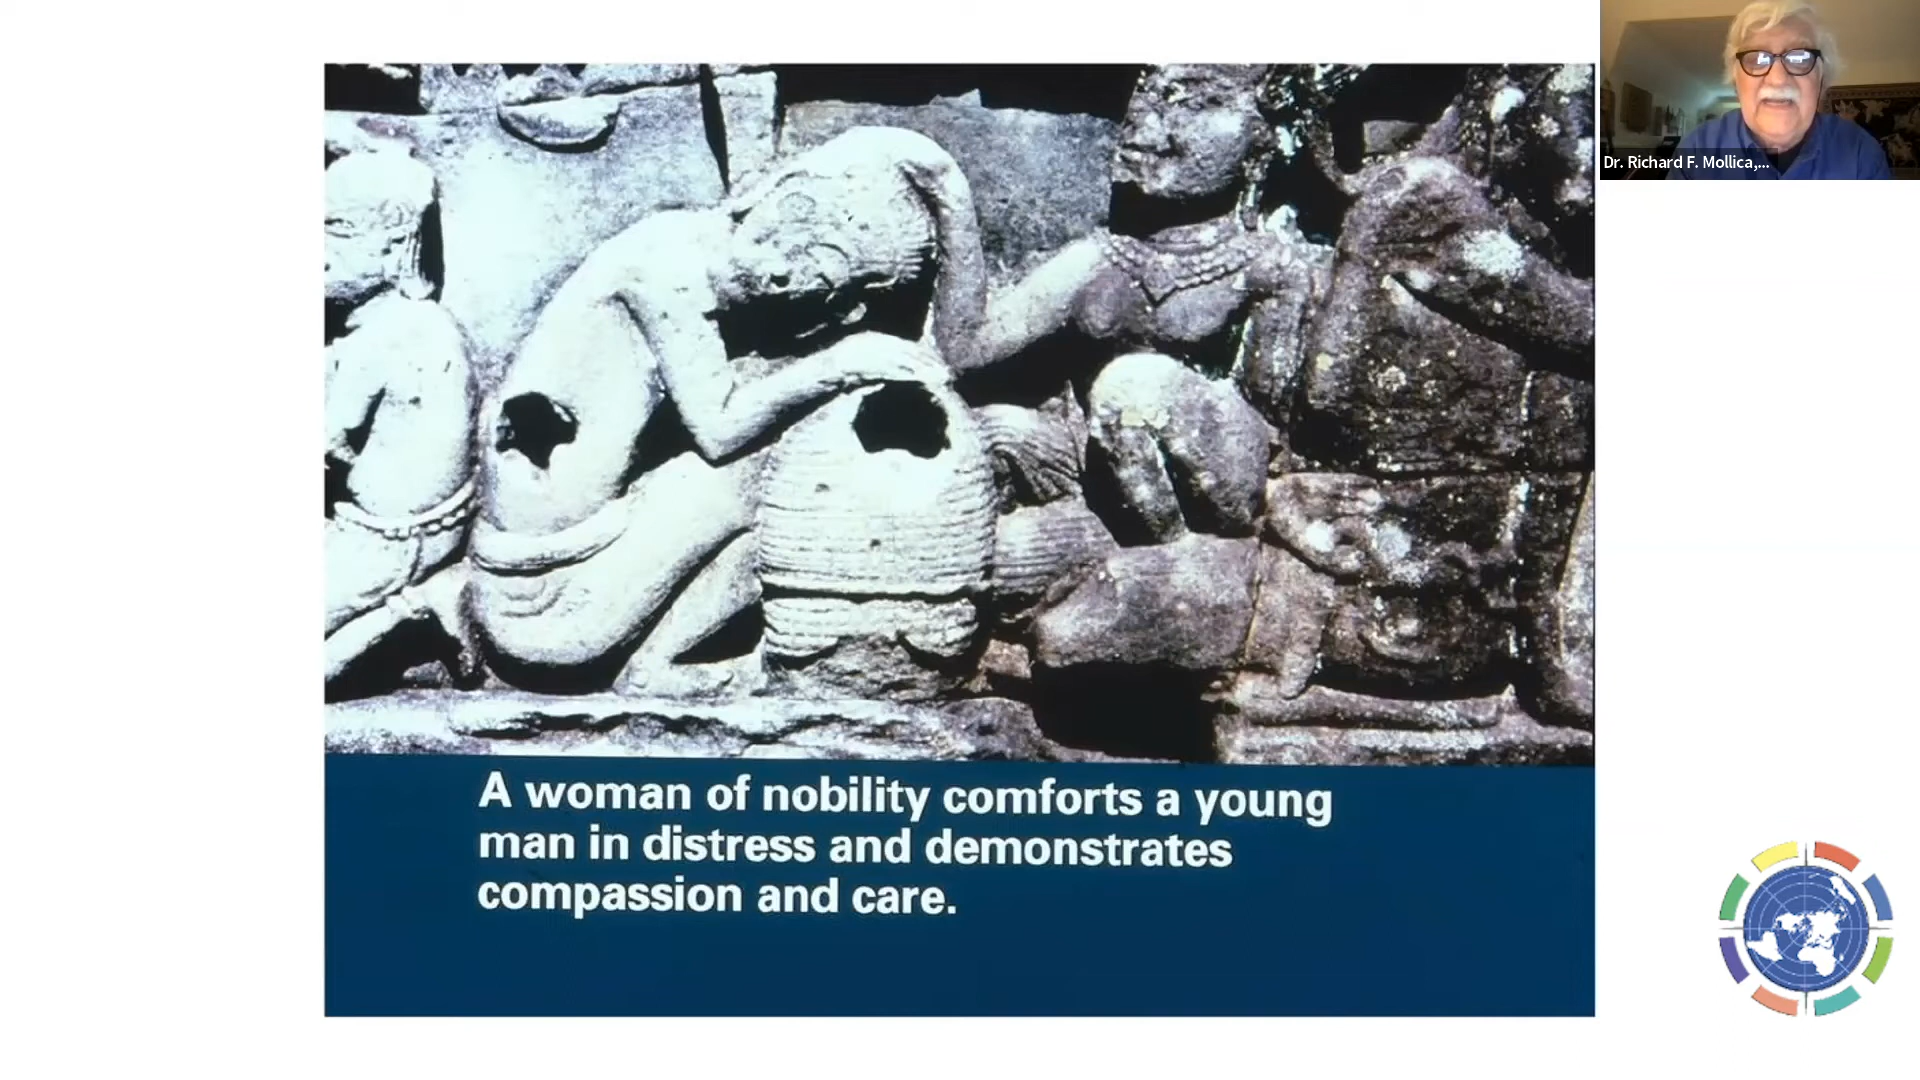 Dr. Richard F. Mollica,...
A woman of nobility comforts a young
man in distress and demonstrates
compassion and care.